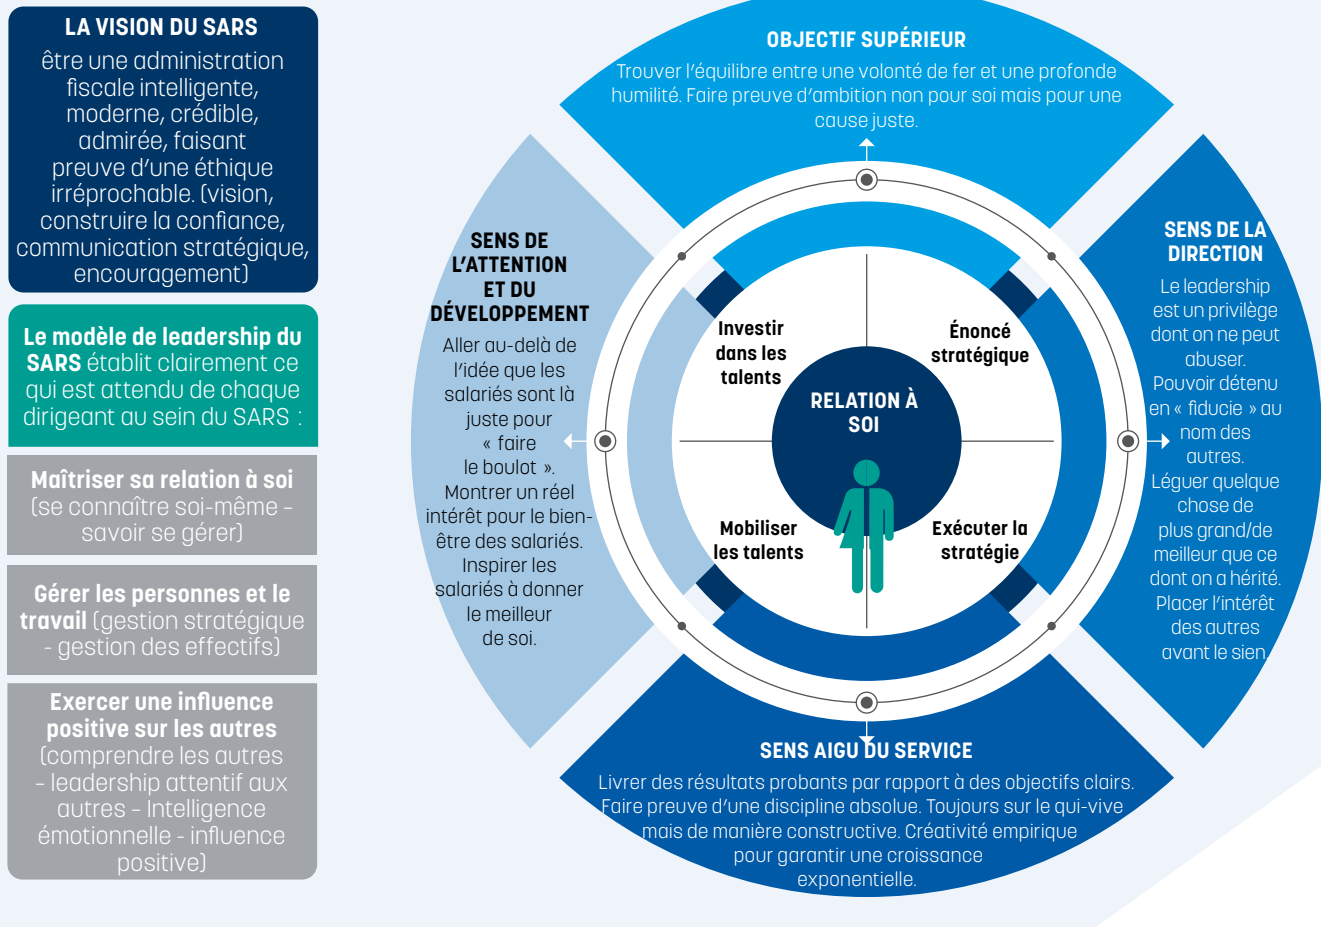 LA VISION DU SARS
être une administration
fiscale intelligente,
moderne, crédible,
admirée, faisant
preuve d’une éthique
irréprochable. (vision,
construire la confiance,
communication stratégique,
encouragement)
Le modèle de leadership du
SARS établit clairement ce
qui est attendu de chaque
dirigeant au sein du SARS :
Maîtriser sa relation à soi
(se connaître soi-même –
savoir se gérer)
Gérer les personnes et le
travail (gestion stratégique
- gestion des effectifs)
Exercer une influence
positive sur les autres
(comprendre les autres
– leadership attentif aux
autres – Intelligence
émotionnelle - influence
positive)
OBJECTIF SUPÉRIEUR
Trouver l’équilibre entre une volonté de fer et une profonde
humilité. Faire preuve d’ambition non pour soi mais pour une
cause juste.
SENS DE
L’ATTENTION
ET DU
DÉVELOPPEMENT
Aller au-delà de
l’idée que les
salariés sont là
juste pour
« faire
le boulot ».
Montrer un réel
intérêt pour le bien-
être des salariés.
Inspirer les
salariés à donner
le meilleur
de soi.
Investir
dans les
talents
Énoncé
stratégique
RELATION À
SOI
Mobiliser
les talents
Exécuter la
stratégie
SENS DE LA
DIRECTION
Le leadership
est un privilège
dont on ne peut
abuser.
Pouvoir détenu
en « fiducie » au
nom des
autres.
Léguer quelque
chose de
plus grand/de
meilleur que ce
dont on a hérité.
Placer l’intérêt
des autres
avant le sien.
SENS AIGU DU SERVICE
Livrer des résultats probants par rapport à des objectifs clairs.
Faire preuve d’une discipline absolue. Toujours sur le qui-vive
mais de manière constructive. Créativité empirique
pour garantir une croissance
exponentielle.